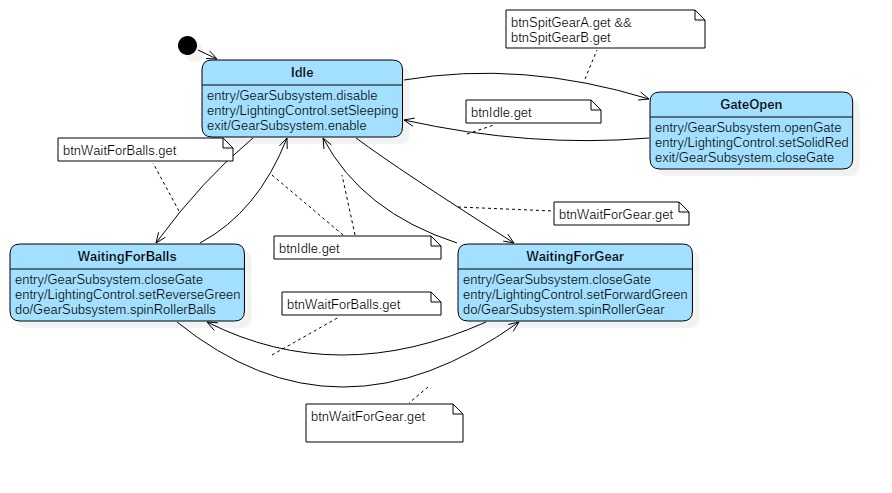 btnSpitGearA.get &&
btnSpitGearB.get
Idle
entry/GearSubsystem.disable
entry/LightingControl.setSleeping
exit/GearSubsystem.enable
GateOpen
entry/GearSubsystem.openGate
entry/LightingControl.setSolidRed
exit/GearSubsystem.closeGate
btnIdle.get
btnWaitForBalls.get
btnWaitForGear.get
btnIdle.get
WaitingForBalls
entry/GearSubsystem.closeGate
entry/LightingControl.setReverseGreen
do/GearSubsystem.spinRollerBalls
WaitingForGear
entry/GearSubsystem.closeGate
entry/LightingControl.setForwardGreen
do/GearSubsystem.spinRollerGear
btnWaitForBalls.get
btnWaitForGear.get